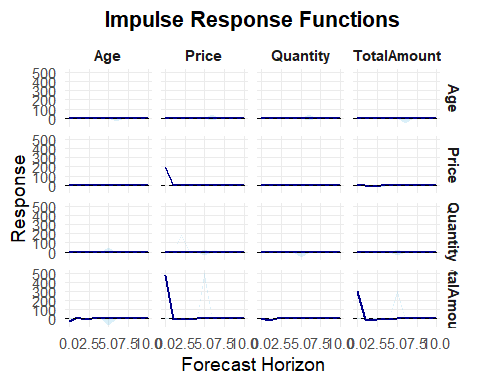 Impulse Response Functions
Age Price Quantity TotalAmount
500
400
300
200
100
0
Age
500
400
300
200
100
0
Price
500
400
300
200
100
0
Quantity
500
400
300
200
100
0
talAmou
Response
0.02.55.07.510.0 0.02.55.07.510.0 0.02.55.07.510.0 0.02.55.07.510.0
Forecast Horizon